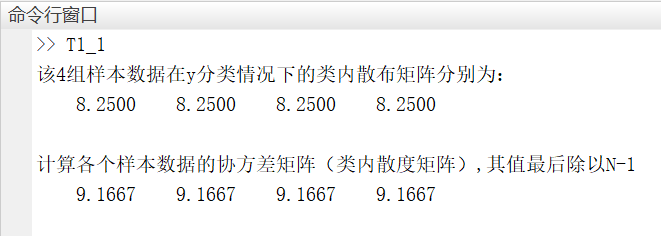 命令行窗口
>> T1_1
该4组样本数据在y分类情况下的类内散布矩阵分别为:
8.2500 8.2500 8.2500 8.2500
计算各个样本数据的协方差矩阵（类内散度矩阵）,其值最后除以N-1
9.1667 9.1667 9.1667 9.1667